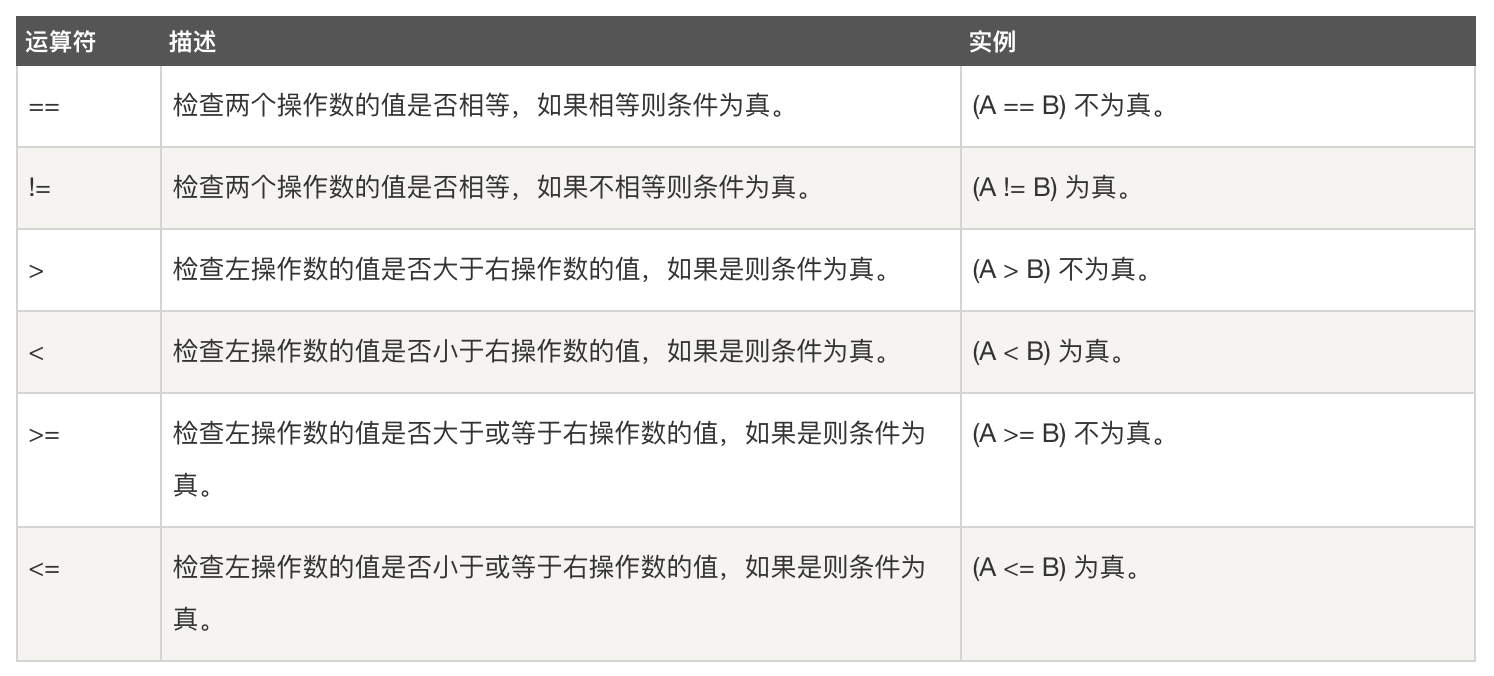 运算符 描述 实例
== 检查两个操作数的值是否相等，如果相等则条件为真。 (A == B) 不为真。
!= 检查两个操作数的值是否相等，如果不相等则条件为真。 (A != B) 为真。
> 检查左操作数的值是否大于右操作数的值，如果是则条件为真。 (A > B) 不为真。
< 检查左操作数的值是否小于右操作数的值，如果是则条件为真。 (A < B) 为真。
>= 检查左操作数的值是否大于或等于右操作数的值，如果是则条件为 (A >= B) 不为真。
真。
<= 检查左操作数的值是否小于或等于右操作数的值，如果是则条件为 (A <= B) 为真。
真。